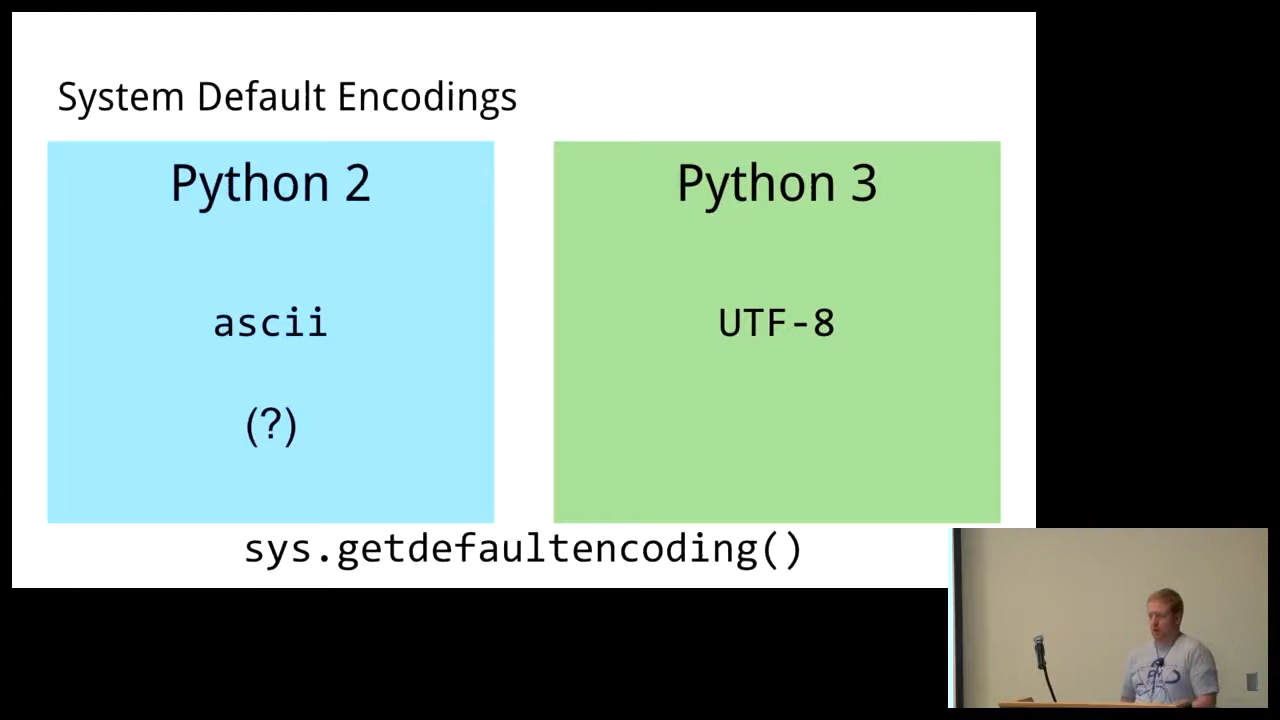 System Default Encodings
Python 2
ascii
(?)
Python 3
UTF-8
sys.getdefaultencoding()